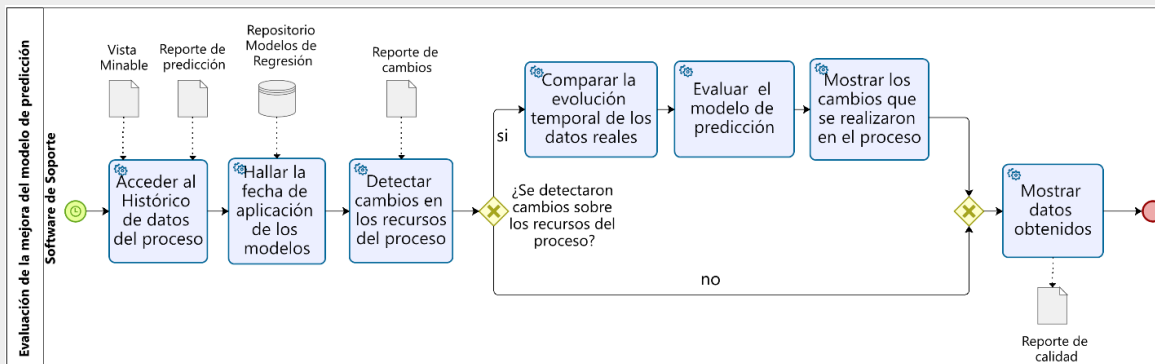 Evaluación de la mejora del modelo de predicción
Software de Soporte
Vista
Minable
Reporte de
predicción
Repositorio
Modelos de
Regresión
Reporte de
cambios
Acceder al
Histórico
de datos
del proceso
Hallar la
fecha de
aplicación
de los
modelos
Detectar
cambios en
los recursos
del proceso
¿Se detectaron
cambios sobre
los recursos del
proceso?
si
Comparar la
evolución
temporal de los
datos reales
Evaluar el
modelo de
predicción
Mostrar los
cambios que
se realizaron
en el proceso
no
Mostrar
datos
obtenidos
Reporte de
calidad